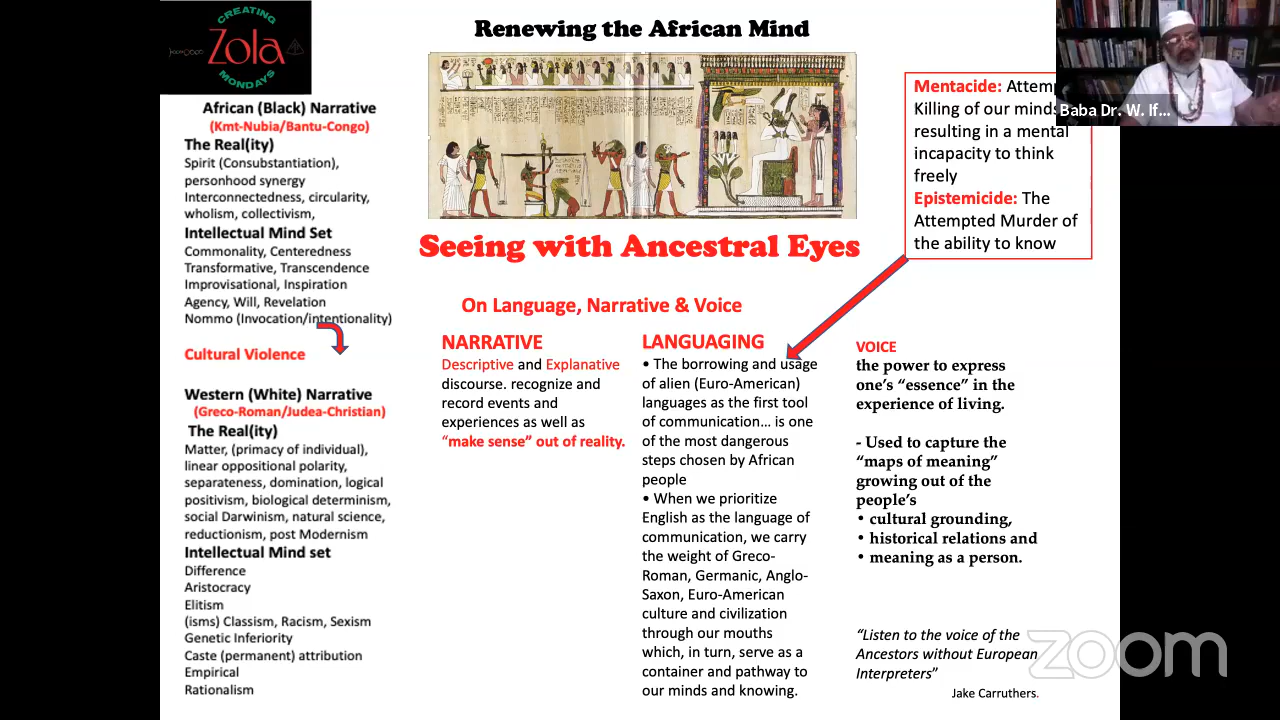 CREATING
Zola
MONDAYS
Renewing the African Mind
African (Black) Narrative
(Kmt-Nubia/Bantu-Congo)
The Real(ity)
Spirit (Consubstantiation),
personhood synergy
Interconnectedness, circularity,
wholism, collectivism,
Intellectual Mind Set
Commonality, Centeredness
Transformative, Transcendence
Improvisational, Inspiration
Agency, Will, Revelation
Nommo (Invocation/intentionality)
Cultural Violence
Western (White) Narrative
(Greco-Roman/Judea-Christian)
The Real(ity)
Matter, (primacy of individual),
linear oppositional polarity,
separateness, domination, logical
positivism, biological determinism,
social Darwinism, natural science,
reductionism, post Modernism
Intellectual Mind set
Difference
Aristocracy
Elitism
(isms) Classism, Racism, Sexism
Genetic Inferiority
Caste (permanent) attribution
Empirical
Rationalism
Seeing with Ancestral Eyes
On Language, Narrative & Voice
NARRATIVE
Descriptive and Explanative
discourse. recognize and
record events and
experiences as well as
“make sense” out of reality.
LANGUAGING
• The borrowing and usage
of alien (Euro-American)
languages as the first tool
of communication... is one
of the most dangerous
steps chosen by African
people
• When we prioritize
English as the language of
communication, we carry
the weight of Greco-
Roman, Germanic, Anglo-
Saxon, Euro-American
culture and civilization
through our mouths
which, in turn, serve as a
container and pathway to
our minds and knowing.
Mentacide: Attemp
Killing of our minds
resulting in a mental
incapacity to think
freely
Epistemicide: The
Attempted Murder of
the ability to know
Baba Dr. W. If...
VOICE
the power to express
one’s “essence” in the
experience of living.
- Used to capture the
“maps of meaning”
growing out of the
people’s
• cultural grounding,
• historical relations and
• meaning as a person.
“Listen to the voice of the
Ancestors without European
Interpreters”
Jake Carruthers.
zoom